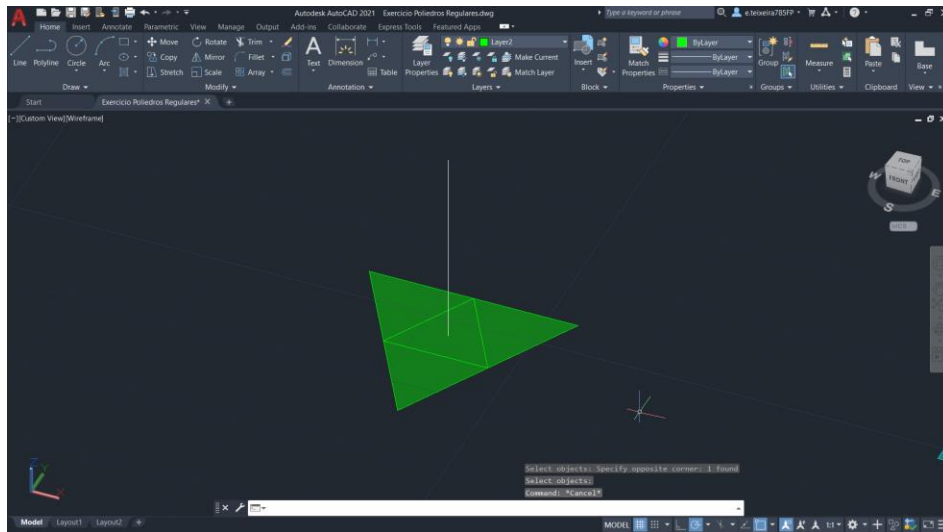 Autodesk AutoCAD 2021 Exercicio Poliedros Regulares.dwg
Type a keyword or phrase
e.teixeira785FP
Home Insert Annotate Parametric View Manage Output Add-ins Collaborate Express Tools Featured Apps
Line Polyline Circle Arc
Move Rotate Trim
Copy Mirror Fillet
Stretch Scale Array
Text Dimension
Table
Layer Properties
Layer2
Make Current
Match Layer
Insert
Match Properties
ByLayer
ByLayer
ByLayer
Group
Measure
Paste
Base
Draw Modify Annotation Layers Block Properties Groups Utilities Clipboard View
Start Exercicio Poliedros Regulares*
[−][Custom View][Wireframe]
TOP
FRONT
W
S
E
WCS
Z
Y
X
Select objects: Specify opposite corner: 1 found
Select objects:
Command: *Cancel*
Model Layout1 Layout2
MODEL
1:1